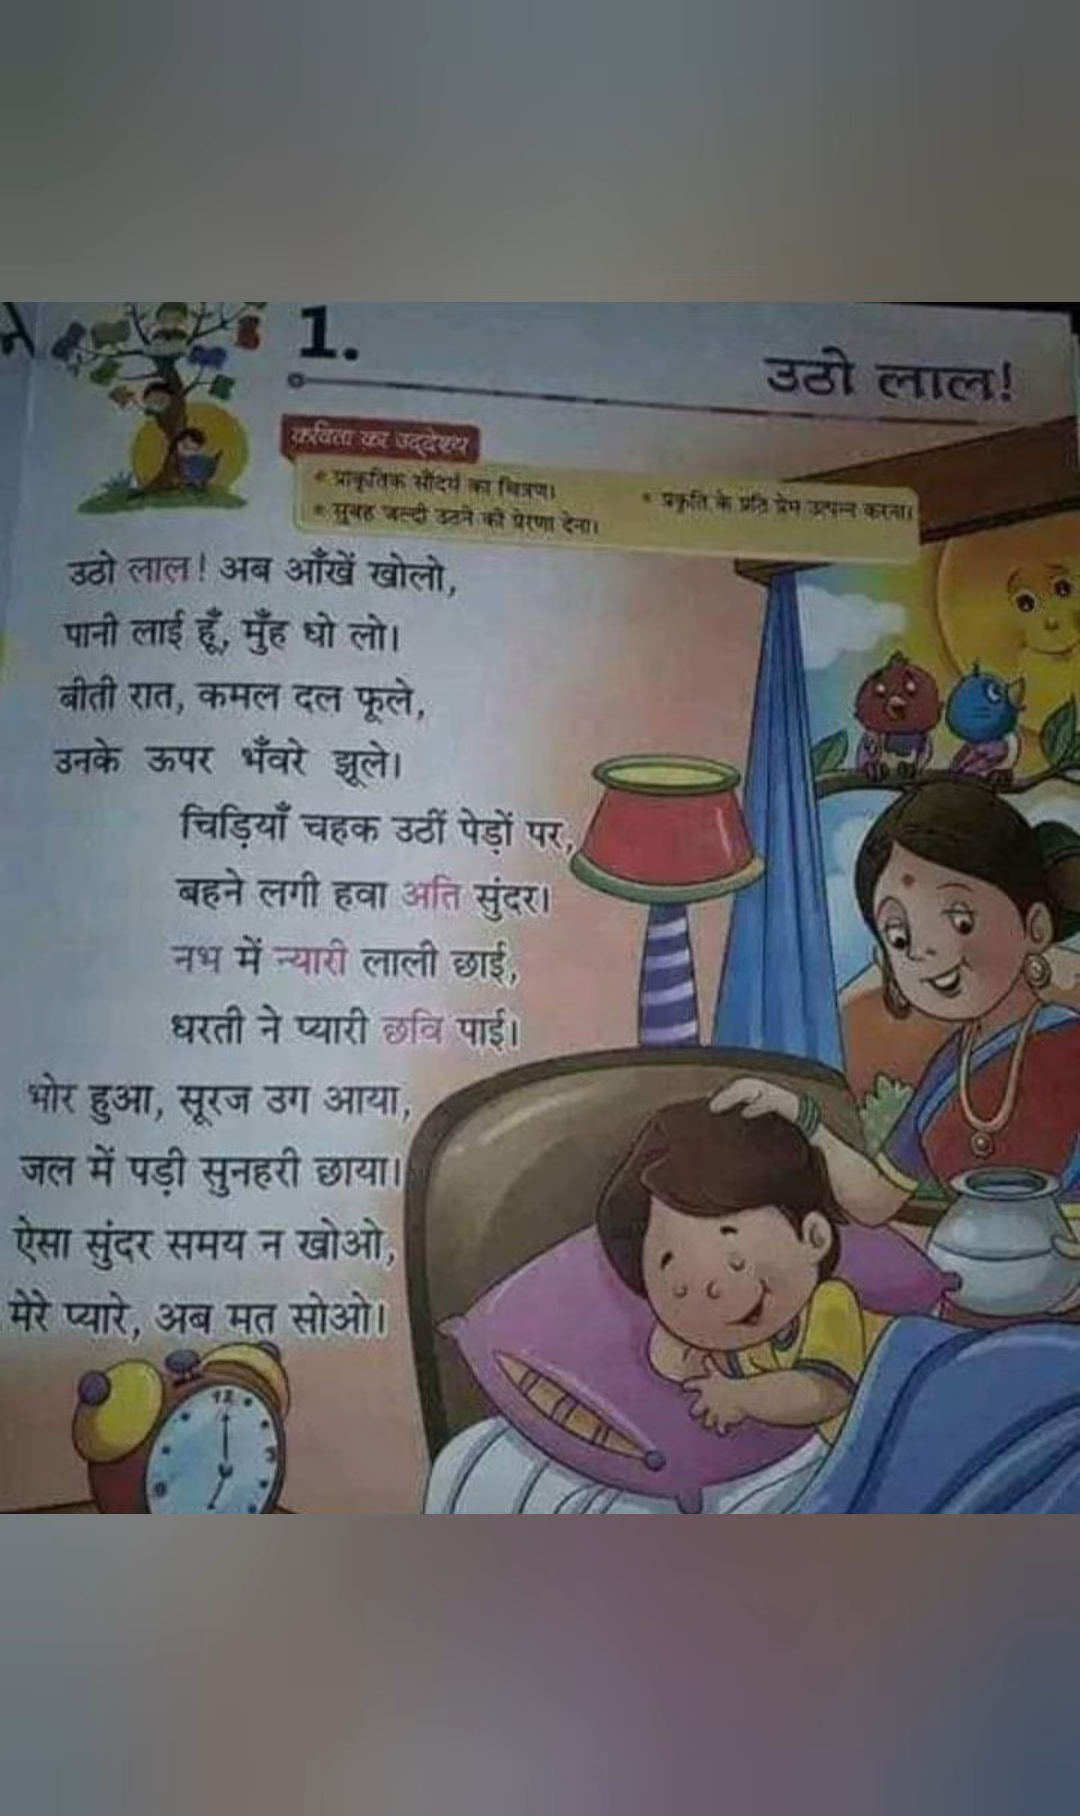 1.
उठो लाल!
कविता का उद्देश्य
• प्राकृतिक सौंदर्य का चित्रण।
• प्रकृति के प्रति प्रेम उत्पन्न करना।
• सुबह जल्दी उठने की प्रेरणा देना।
उठो लाल! अब आँखें खोलो,
पानी लाई हूँ, मुँह धो लो।
बीती रात, कमल दल फूले,
उनके ऊपर भँवरे झूले।
चिड़ियाँ चहक उठीं पेड़ों पर,
बहने लगी हवा अति सुंदर।
नभ में न्यारी लाली छाई,
धरती ने प्यारी छवि पाई।
भोर हुआ, सूरज उग आया,
जल में पड़ी सुनहरी छाया।
ऐसा सुंदर समय न खोओ,
मेरे प्यारे, अब मत सोओ।
12
3